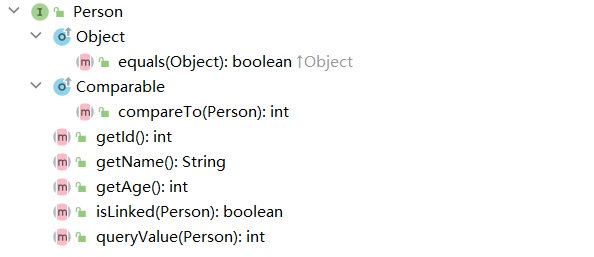 I Person
Object
m equals(Object): boolean ↑Object
Comparable
m compareTo(Person): int
m getId(): int
m getName(): String
m getAge(): int
m isLinked(Person): boolean
m queryValue(Person): int